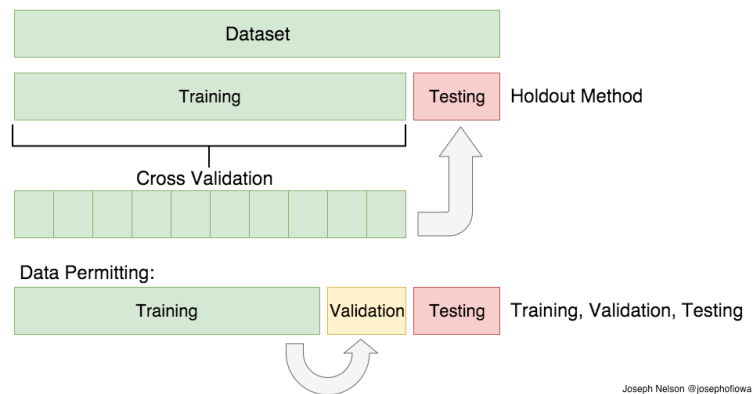 Dataset
Training
Testing
Holdout Method
Cross Validation
Data Permitting:
Training
Validation
Testing
Training, Validation, Testing
Joseph Nelson @josephofiowa